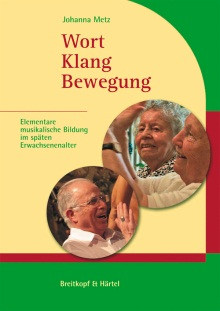 Johanna Metz
Wort
Klang
Bewegung
Elementare
musikalische Bildung
im späten
Erwachsenenalter
Breitkopf & Härtel